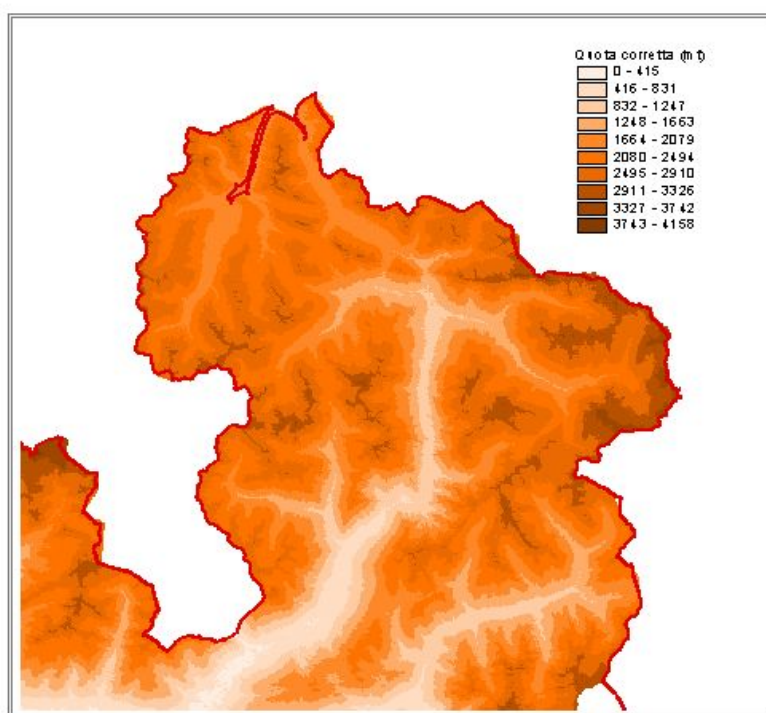 Quota corretta (mt)
0 - 415
416 - 831
832 - 1247
1248 - 1663
1664 - 2079
2080 - 2494
2495 - 2910
2911 - 3326
3327 - 3742
3743 - 4158